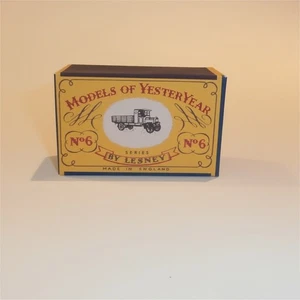 MODELS OF YESTERYEAR
No6 No6
SERIES
BY LESNEY
MADE IN ENGLAND